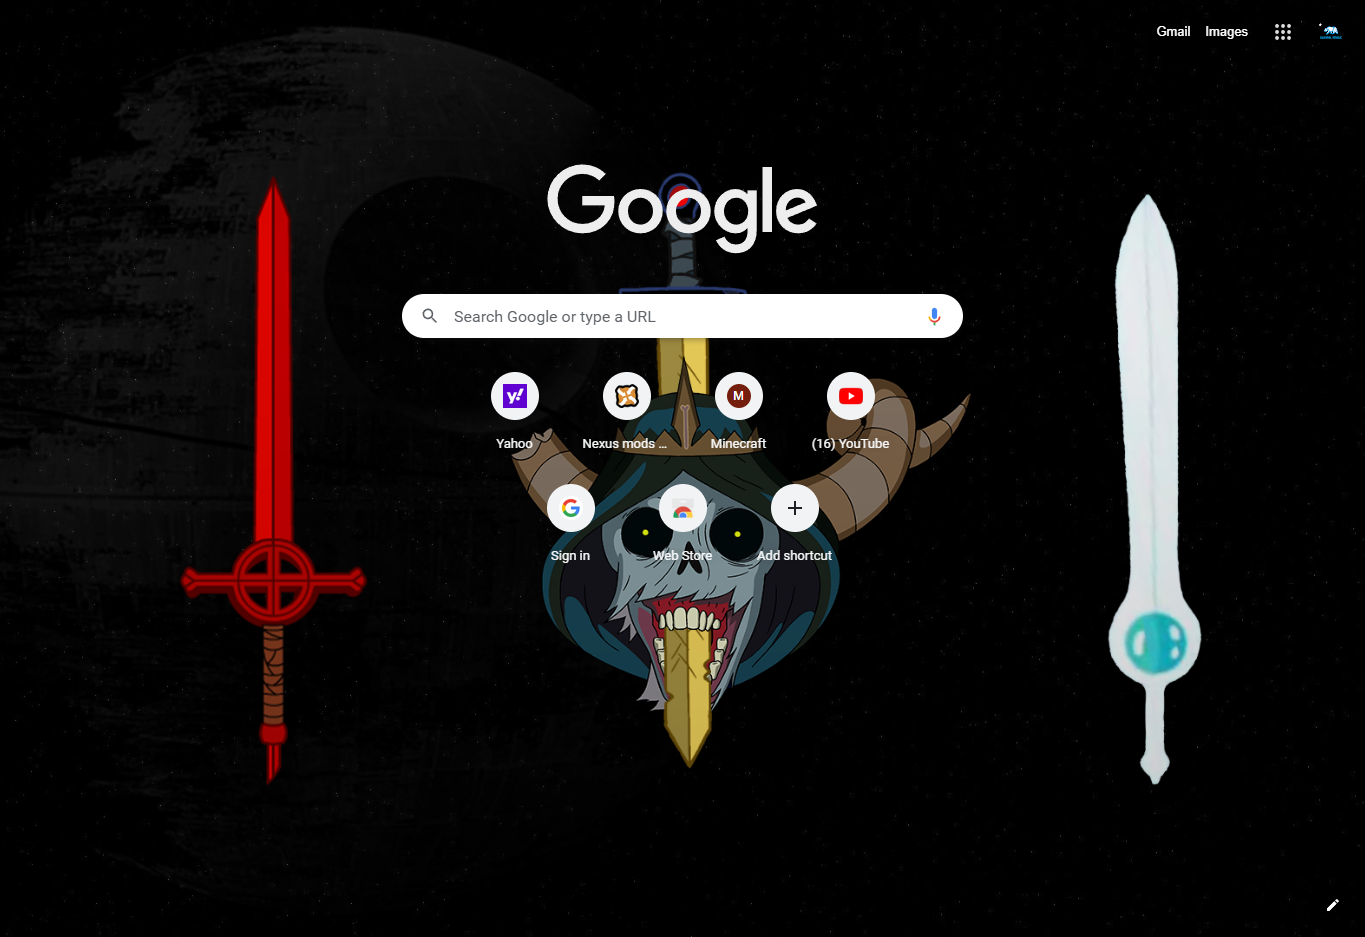 Gmail Images
Google
Search Google or type a URL
y!
M
Yahoo
Nexus mods ...
Minecraft
(16) YouTube
G
Sign in
Web Store
Add shortcut